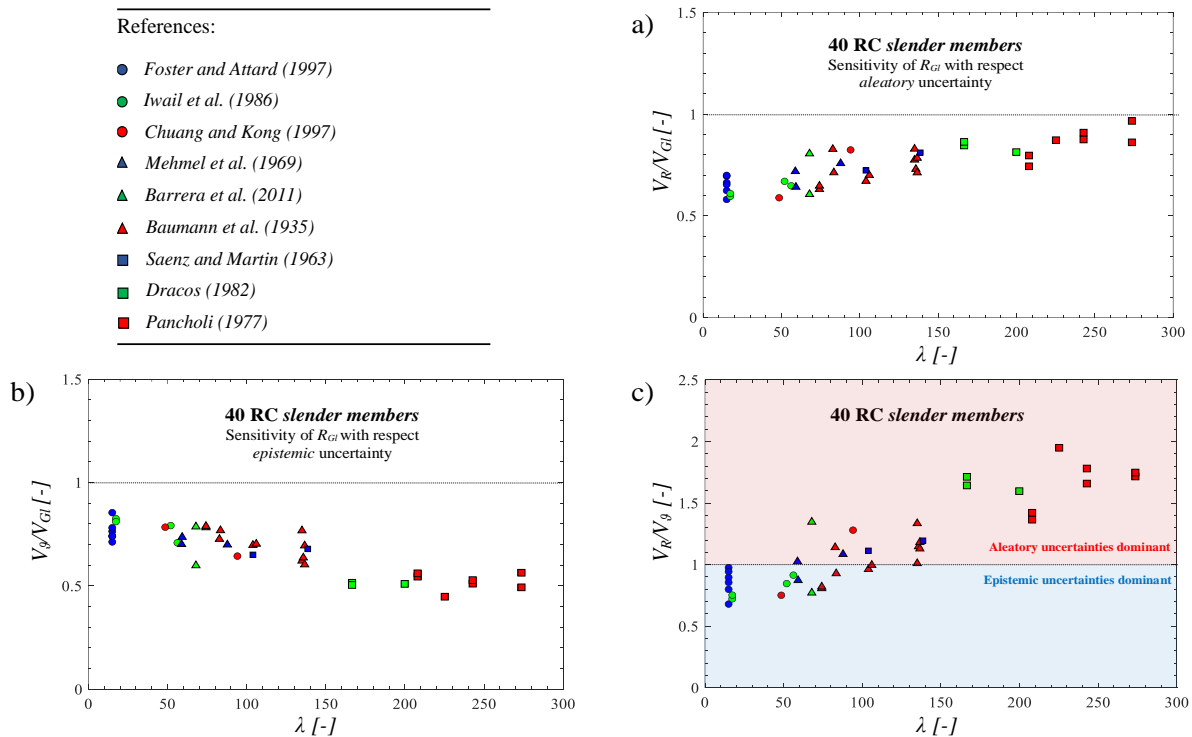 References:
Foster and Attard (1997)
Iwail et al. (1986)
Chuang and Kong (1997)
Mehmel et al. (1969)
Barrera et al. (2011)
Baumann et al. (1935)
Saenz and Martin (1963)
Dracos (1982)
Pancholi (1977)
a)
40 RC slender members
Sensitivity of RGl with respect
aleatory uncertainty
VR/VGl [-]
1.5
1
0.5
0
0 50 100 150 200 250 300
λ [-]
b)
40 RC slender members
Sensitivity of RGl with respect
epistemic uncertainty
Vϑ/VGl [-]
1.5
1
0.5
0
0 50 100 150 200 250 300
λ [-]
c)
40 RC slender members
VR/Vϑ [-]
2.5
2
1.5
1
0.5
0
Aleatory uncertainties dominant
Epistemic uncertainties dominant
0 50 100 150 200 250 300
λ [-]